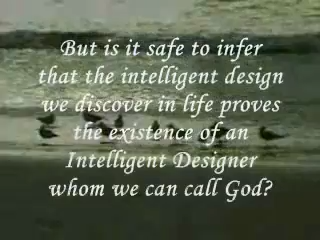 But is it safe to infer
that the intelligent design
we discover in life proves
the existence of an
Intelligent Designer
whom we can call God?